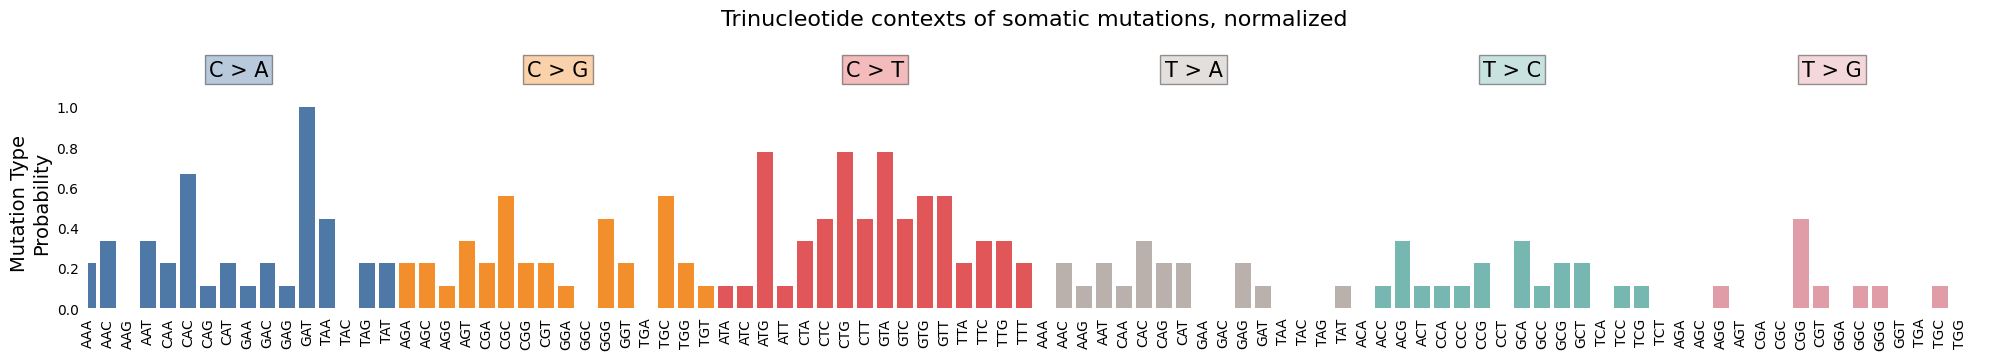 Trinucleotide contexts of somatic mutations, normalized
C > A
C > G
C > T
T > A
T > C
T > G
Mutation Type
Probability
1.0
0.8
0.6
0.4
0.2
0.0
AAA
AAC
AAG
AAT
CAA
CAC
CAG
CAT
GAA
GAC
GAG
GAT
TAA
TAC
TAG
TAT
AGA
AGC
AGG
AGT
CGA
CGC
CGG
CGT
GGA
GGC
GGG
GGT
TGA
TGC
TGG
TGT
ATA
ATC
ATG
ATT
CTA
CTC
CTG
CTT
GTA
GTC
GTG
GTT
TTA
TTC
TTG
TTT
AAA
AAC
AAG
AAT
CAA
CAC
CAG
CAT
GAA
GAC
GAG
GAT
TAA
TAC
TAG
TAT
ACA
ACC
ACG
ACT
CCA
CCC
CCG
CCT
GCA
GCC
GCG
GCT
TCA
TCC
TCG
TCT
AGA
AGC
AGG
AGT
CGA
CGC
CGG
CGT
GGA
GGC
GGG
GGT
TGA
TGC
TGG